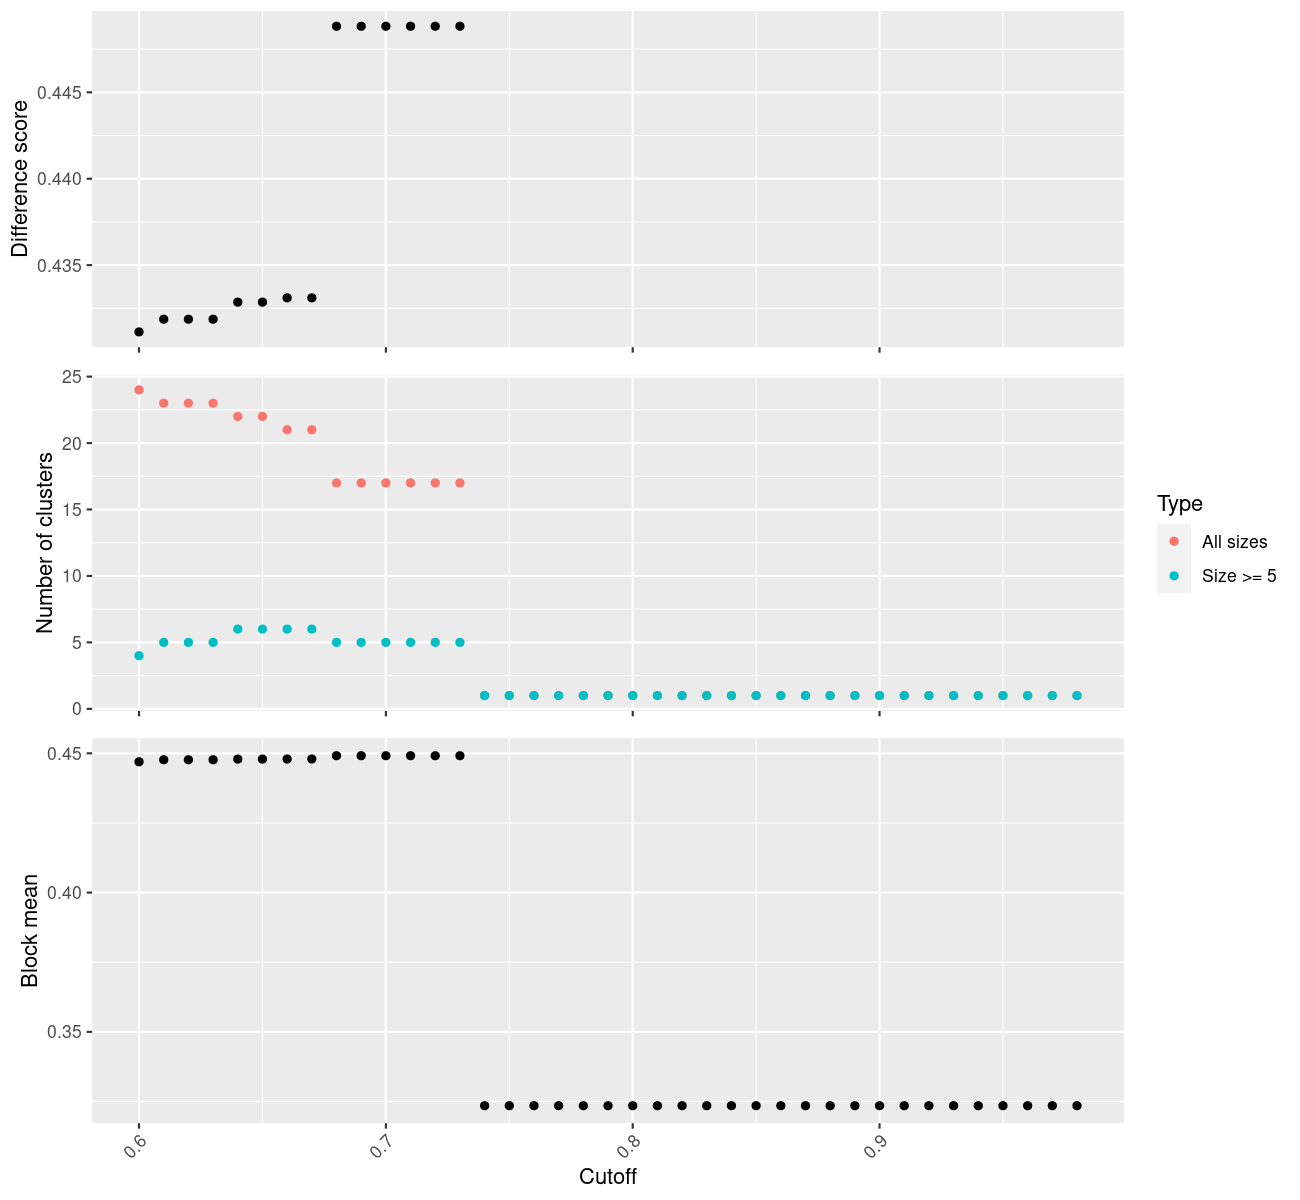 Difference score
0.445
0.440
0.435
Number of clusters
25
20
15
10
5
0
Type
All sizes
Size >= 5
Block mean
0.45
0.40
0.35
0.6
0.7
0.8
0.9
Cutoff